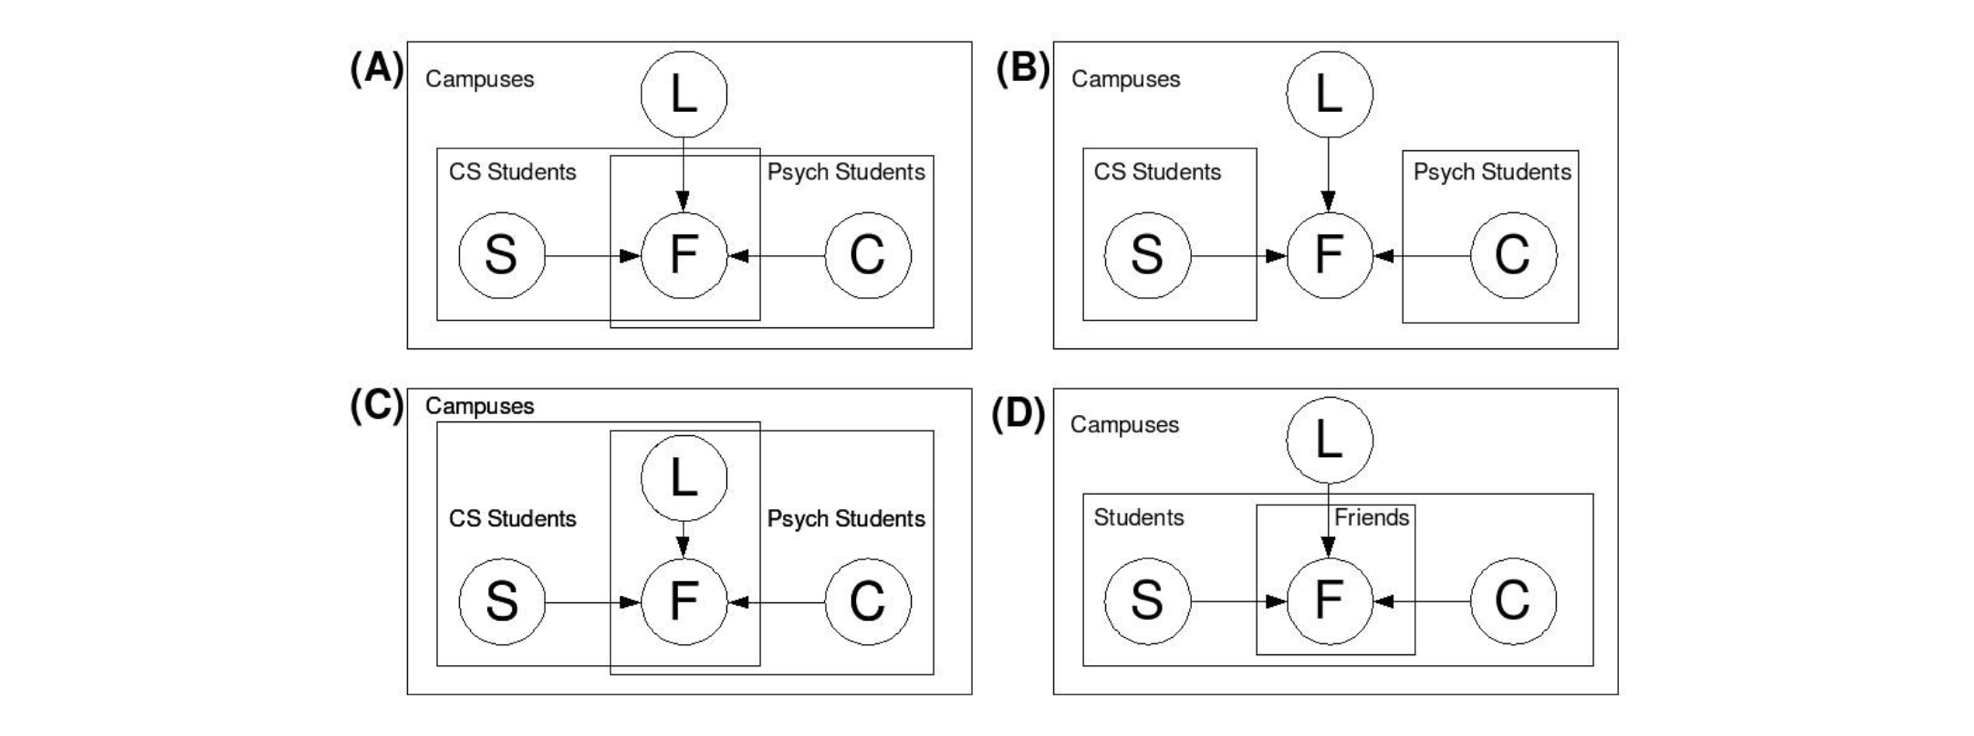 (A)
Campuses
L
CS Students
Psych Students
S
F
C
(B)
Campuses
L
CS Students
Psych Students
S
F
C
(C)
Campuses
L
CS Students
Psych Students
S
F
C
(D)
Campuses
L
Students
Friends
S
F
C